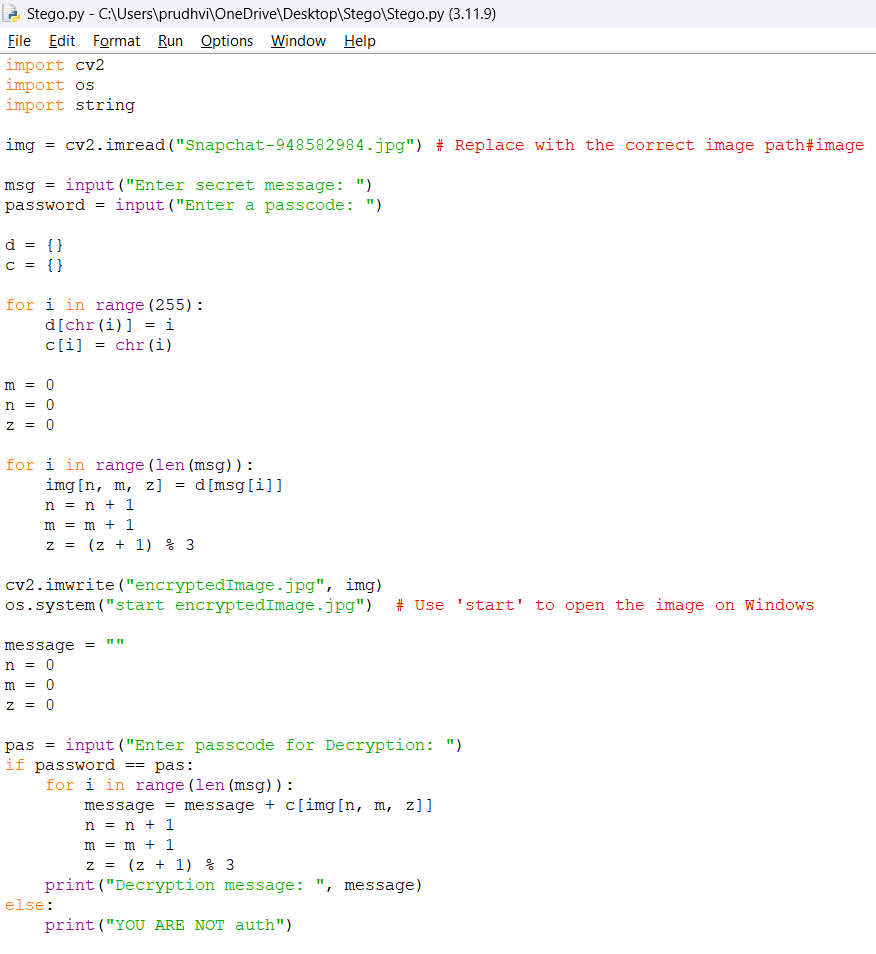 Stego.py - C:\Users\prudhvi\OneDrive\Desktop\Stego\Stego.py (3.11.9)
File Edit Format Run Options Window Help
import cv2
import os
import string

img = cv2.imread("Snapchat-948582984.jpg") # Replace with the correct image path#image

msg = input("Enter secret message: ")
password = input("Enter a passcode: ")

d = {}
c = {}

for i in range(255):
    d[chr(i)] = i
    c[i] = chr(i)

m = 0
n = 0
z = 0

for i in range(len(msg)):
    img[n, m, z] = d[msg[i]]
    n = n + 1
    m = m + 1
    z = (z + 1) % 3

cv2.imwrite("encryptedImage.jpg", img)
os.system("start encryptedImage.jpg")  # Use 'start' to open the image on Windows

message = ""
n = 0
m = 0
z = 0

pas = input("Enter passcode for Decryption: ")
if password == pas:
    for i in range(len(msg)):
        message = message + c[img[n, m, z]]
        n = n + 1
        m = m + 1
        z = (z + 1) % 3
    print("Decryption message: ", message)
else:
    print("YOU ARE NOT auth")